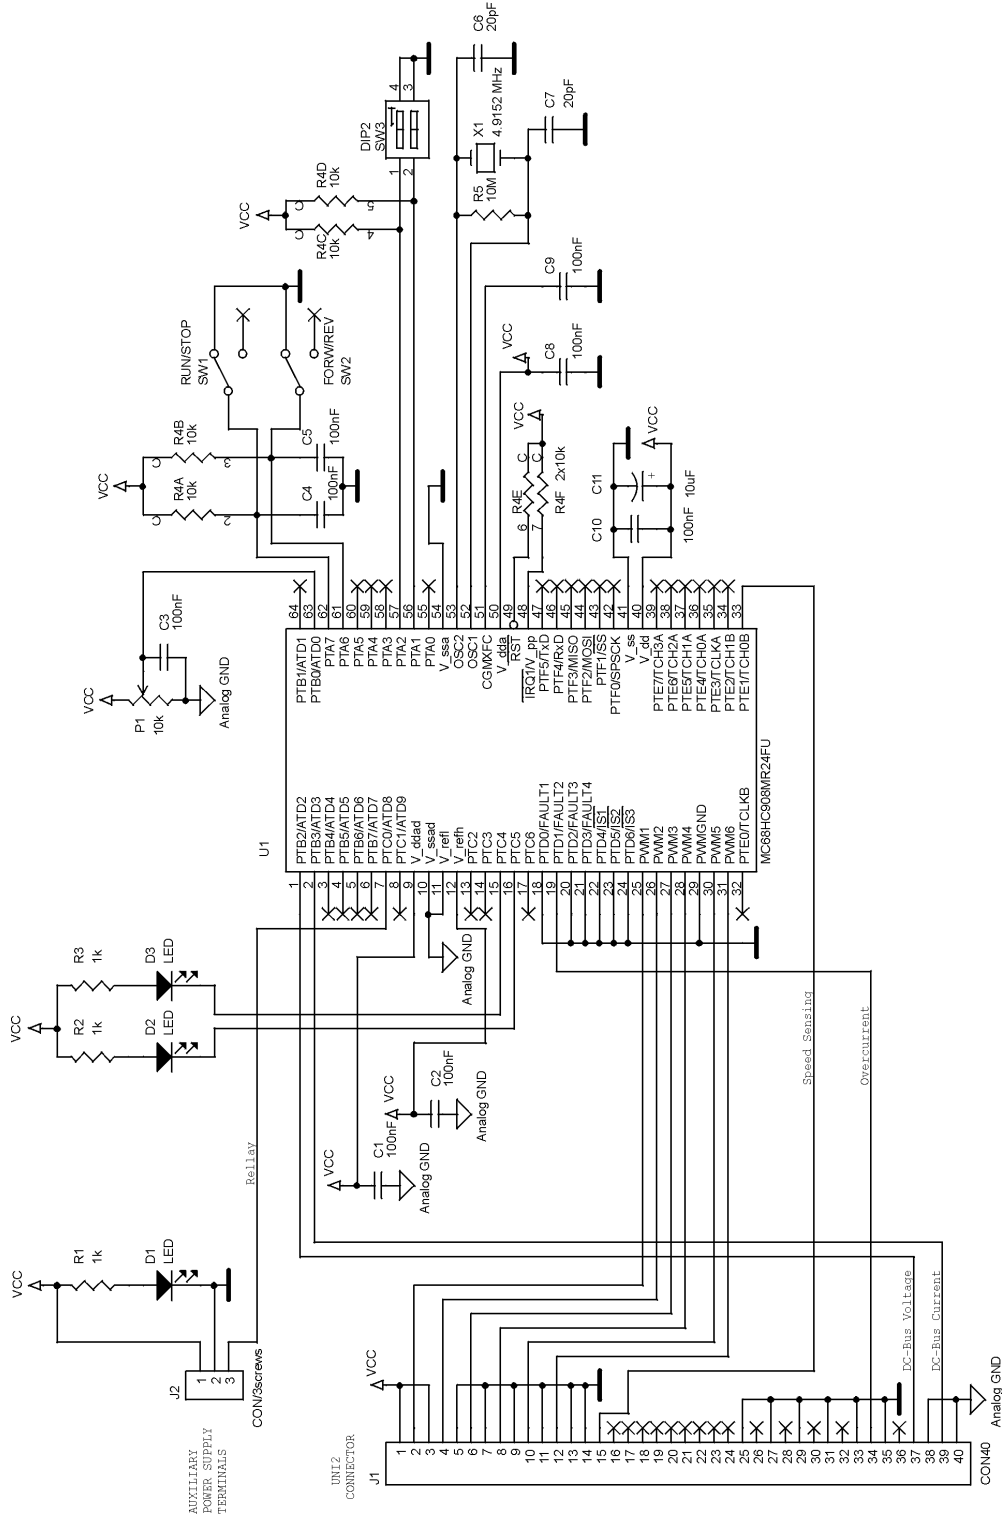 AUXILIARY
POWER SUPPLY
TERMINALS
J2
CON/3screws
1
2
3
VCC
R1
1k
D1
LED
Rellay
VCC
R2
1k
R3
1k
D2
LED
D3
LED
VCC
C1
100nF
Analog GND
VCC
C2
100nF
Analog GND
Analog GND
VCC
P1
10k
C3
100nF
Analog GND
VCC
R4A
10k
R4B
10k
C
C
2
3
C4
100nF
C5
100nF
RUN/STOP
SW1
FORW/REV
SW2
VCC
R4C
10k
R4D
10k
C
C
4
5
DIP2
SW3
1
2
4
3
C6
20pF
X1
4.9152 MHz
R5
10M
C7
20pF
C9
100nF
VCC
C8
100nF
VCC
R4E
R4F
2x10k
6
7
C
C
C10
100nF
C11
10uF
+
VCC
U1
MC68HC908MR24FU
1 PTB2/ATD2
2 PTB3/ATD3
3 PTB4/ATD4
4 PTB5/ATD5
5 PTB6/ATD6
6 PTB7/ATD7
7 PTC0/ATD8
8 PTC1/ATD9
9 V_ddad
10 V_ssad
11 V_refl
12 V_refh
13 PTC2
14 PTC3
15 PTC4
16 PTC5
17 PTC6
18 PTD0/FAULT1
19 PTD1/FAULT2
20 PTD2/FAULT3
21 PTD3/FAULT4
22 PTD4/IS1
23 PTD5/IS2
24 PTD6/IS3
25 PWM1
26 PWM2
27 PWM3
28 PWM4
29 PWMGND
30 PWM5
31 PWM6
32 PTE0/TCLKB
64 PTB1/ATD1
63 PTB0/ATD0
62 PTA7
61 PTA6
60 PTA5
59 PTA4
58 PTA3
57 PTA2
56 PTA1
55 PTA0
54 V_ssa
53 OSC2
52 OSC1
51 CGMXFC
50 V_dda
49 RST
48 IRQ1/V_pp
47 PTF5/TxD
46 PTF4/RxD
45 PTF3/MISO
44 PTF2/MOSI
43 PTF1/SS
42 PTF0/SPSCK
41 V_ss
40 V_dd
39 PTE7/TCH3A
38 PTE6/TCH2A
37 PTE5/TCH1A
36 PTE4/TCH0A
35 PTE3/TCLKA
34 PTE2/TCH1B
33 PTE1/TCH0B
Speed Sensing
Overcurrent
DC-Bus Voltage
DC-Bus Current
UNI2
CONNECTOR
J1
CON40
VCC
1
2
3
4
5
6
7
8
9
10
11
12
13
14
15
16
17
18
19
20
21
22
23
24
25
26
27
28
29
30
31
32
33
34
35
36
37
38
39
40
Analog GND